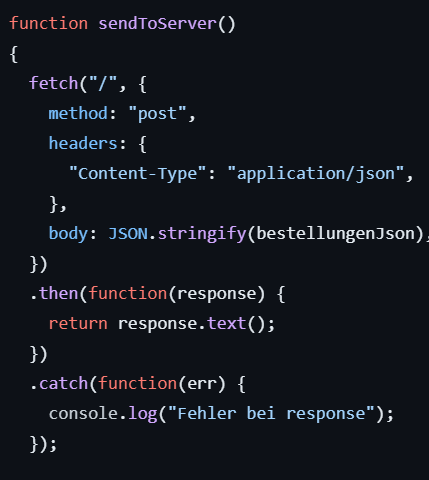 function sendToServer()
{
  fetch("/", {
    method: "post",
    headers: {
      "Content-Type": "application/json",
    },
    body: JSON.stringify(bestellungenJson),
  })
  .then(function(response) {
    return response.text();
  })
  .catch(function(err) {
    console.log("Fehler bei response");
  });